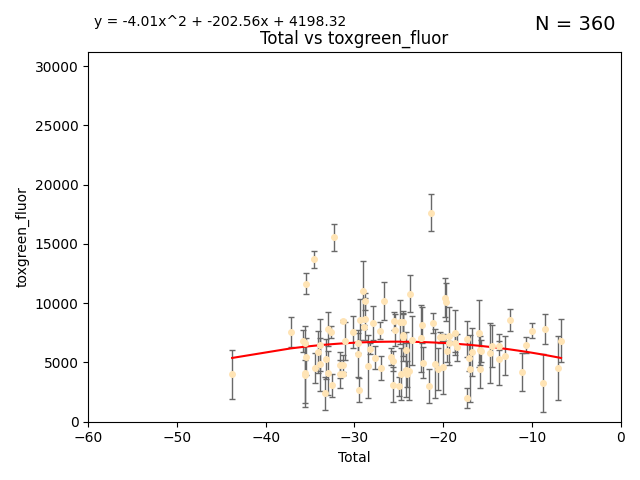 y = -4.01x^2 + -202.56x + 4198.32
N = 360
Total vs toxgreen_fluor
30000
25000
20000
15000
10000
5000
0
toxgreen_fluor
−60 −50 −40 −30 −20 −10 0
Total